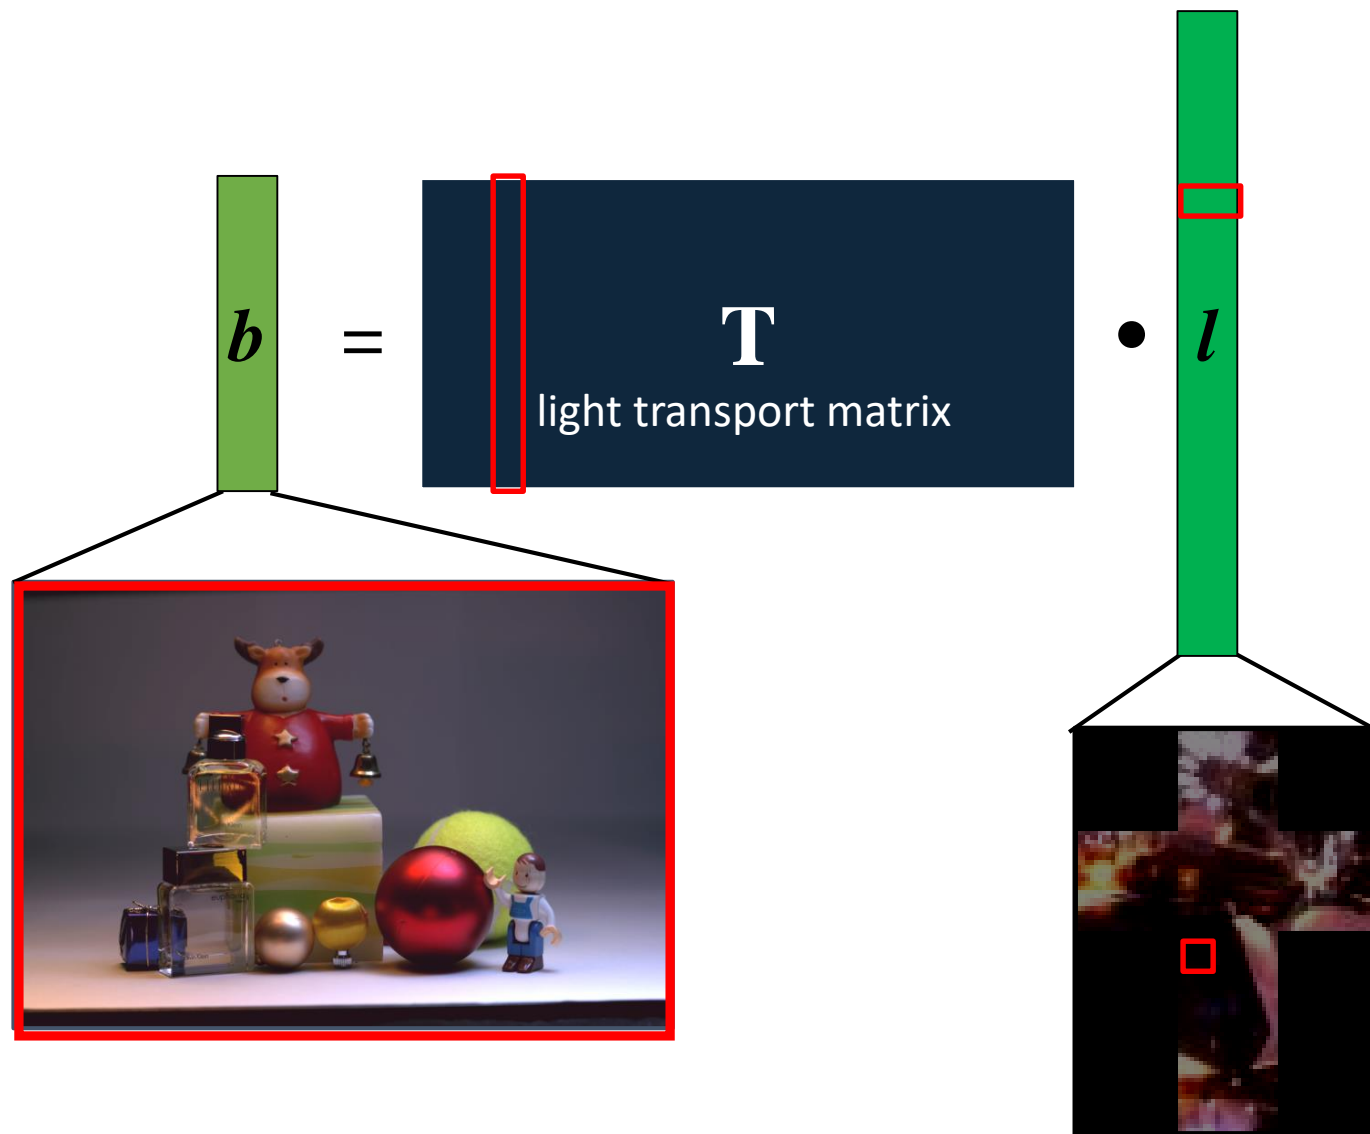 b = T • l
light transport matrix